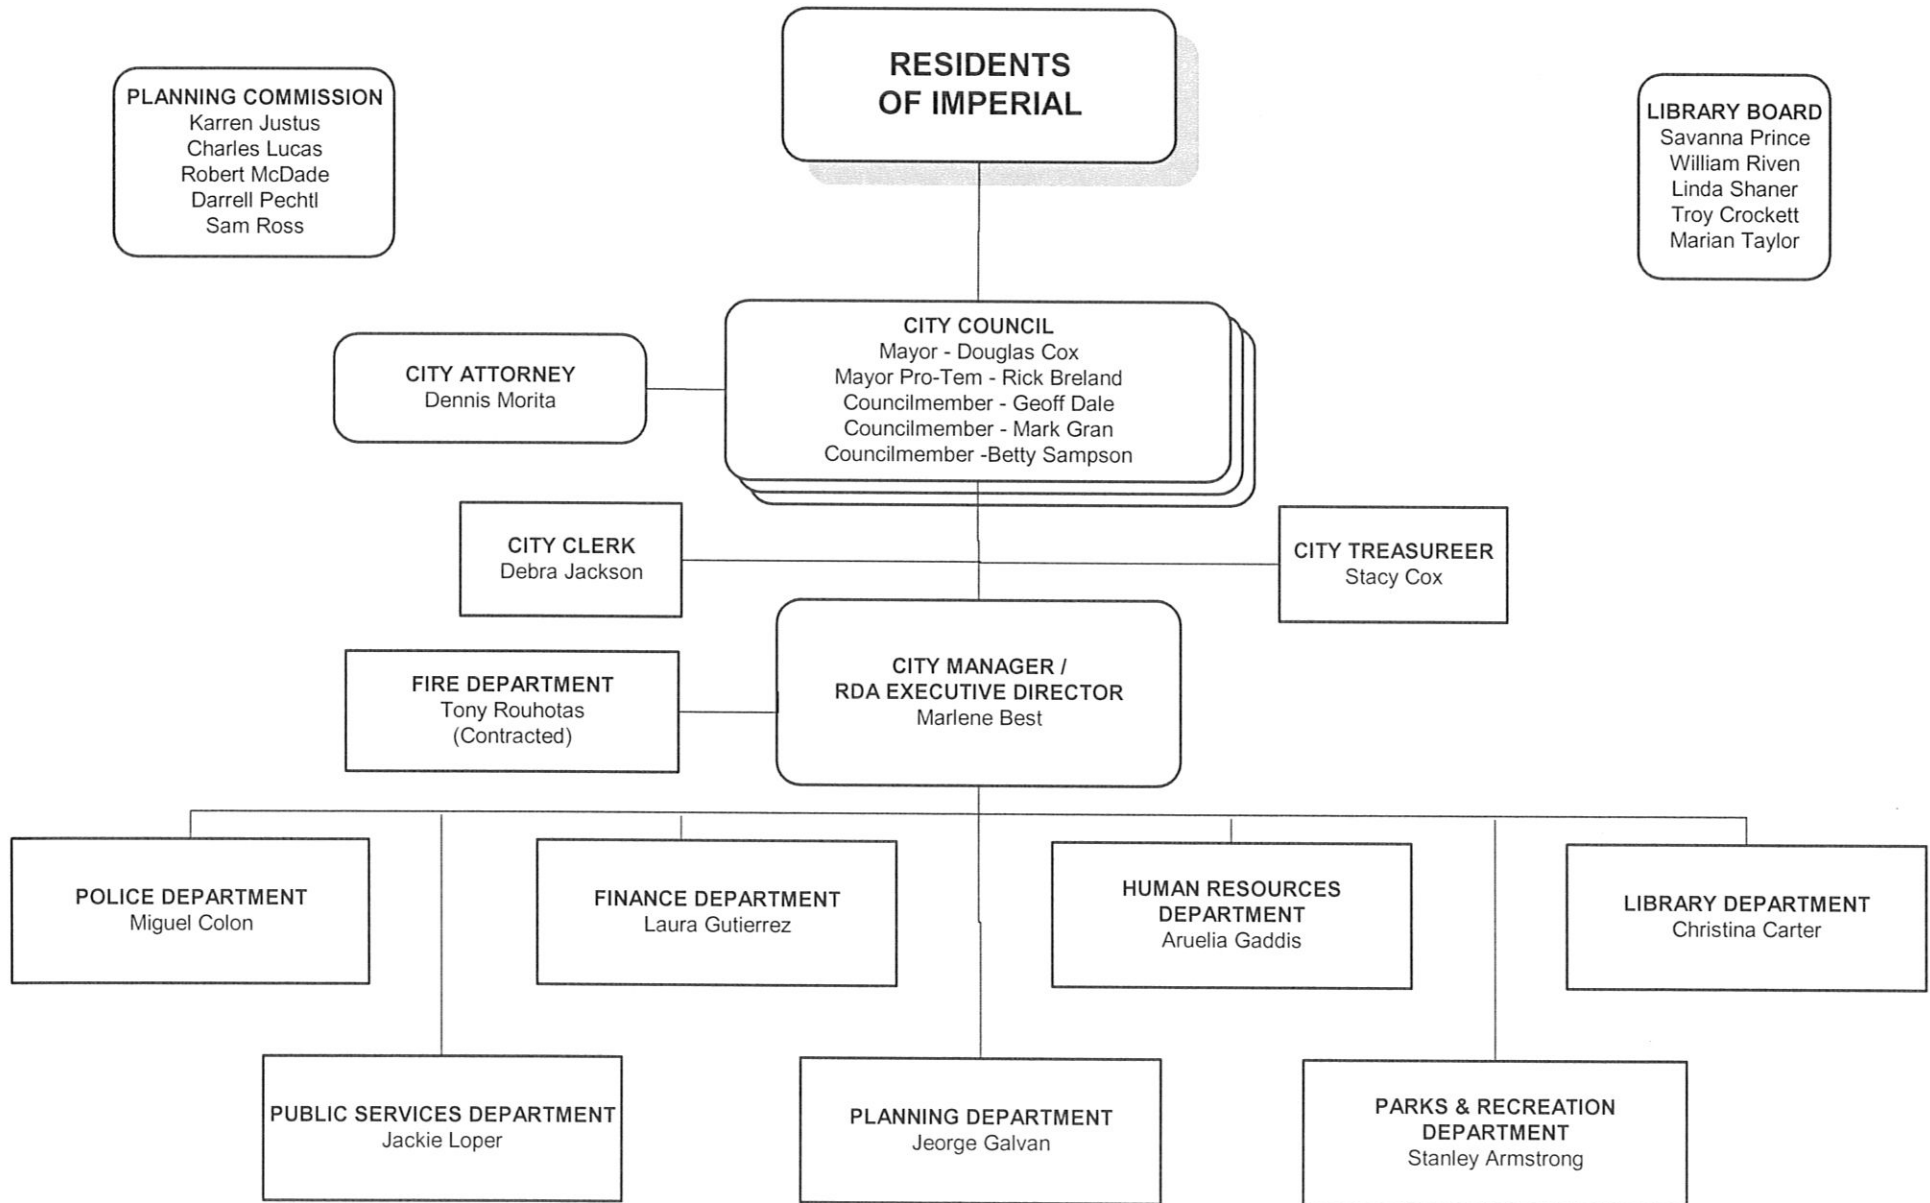 RESIDENTS
OF IMPERIAL
PLANNING COMMISSION
Karren Justus
Charles Lucas
Robert McDade
Darrell Pechtl
Sam Ross
LIBRARY BOARD
Savanna Prince
William Riven
Linda Shaner
Troy Crockett
Marian Taylor
CITY COUNCIL
Mayor - Douglas Cox
Mayor Pro-Tem - Rick Breland
Councilmember - Geoff Dale
Councilmember - Mark Gran
Councilmember -Betty Sampson
CITY ATTORNEY
Dennis Morita
CITY CLERK
Debra Jackson
CITY TREASUREER
Stacy Cox
CITY MANAGER /
RDA EXECUTIVE DIRECTOR
Marlene Best
FIRE DEPARTMENT
Tony Rouhotas
(Contracted)
POLICE DEPARTMENT
Miguel Colon
FINANCE DEPARTMENT
Laura Gutierrez
HUMAN RESOURCES
DEPARTMENT
Aruelia Gaddis
LIBRARY DEPARTMENT
Christina Carter
PUBLIC SERVICES DEPARTMENT
Jackie Loper
PLANNING DEPARTMENT
Jeorge Galvan
PARKS & RECREATION
DEPARTMENT
Stanley Armstrong